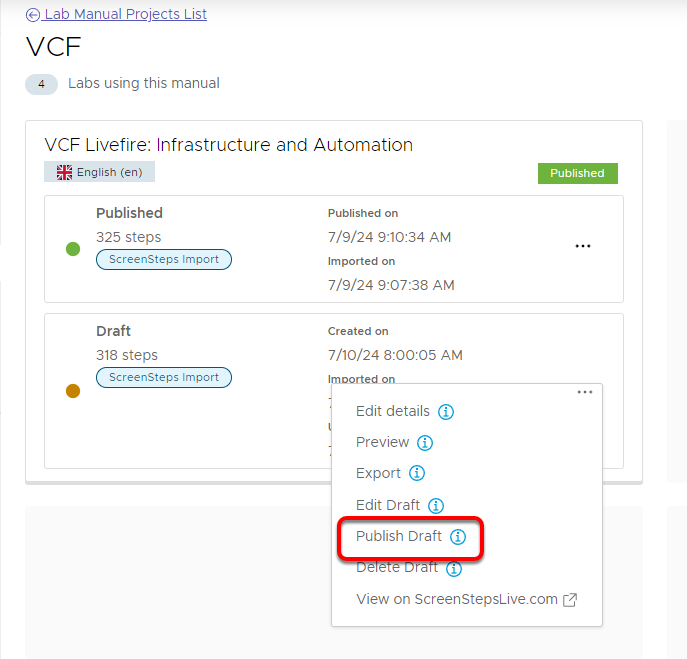 Lab Manual Projects List
VCF
4 Labs using this manual
VCF Livefire: Infrastructure and Automation
English (en)
Published
Published
325 steps
ScreenSteps Import
Published on
7/9/24 9:10:34 AM
Imported on
7/9/24 9:07:38 AM
Draft
318 steps
ScreenSteps Import
Created on
7/10/24 8:00:05 AM
Imported on
Edit details
Preview
Export
Edit Draft
Publish Draft
Delete Draft
View on ScreenStepsLive.com